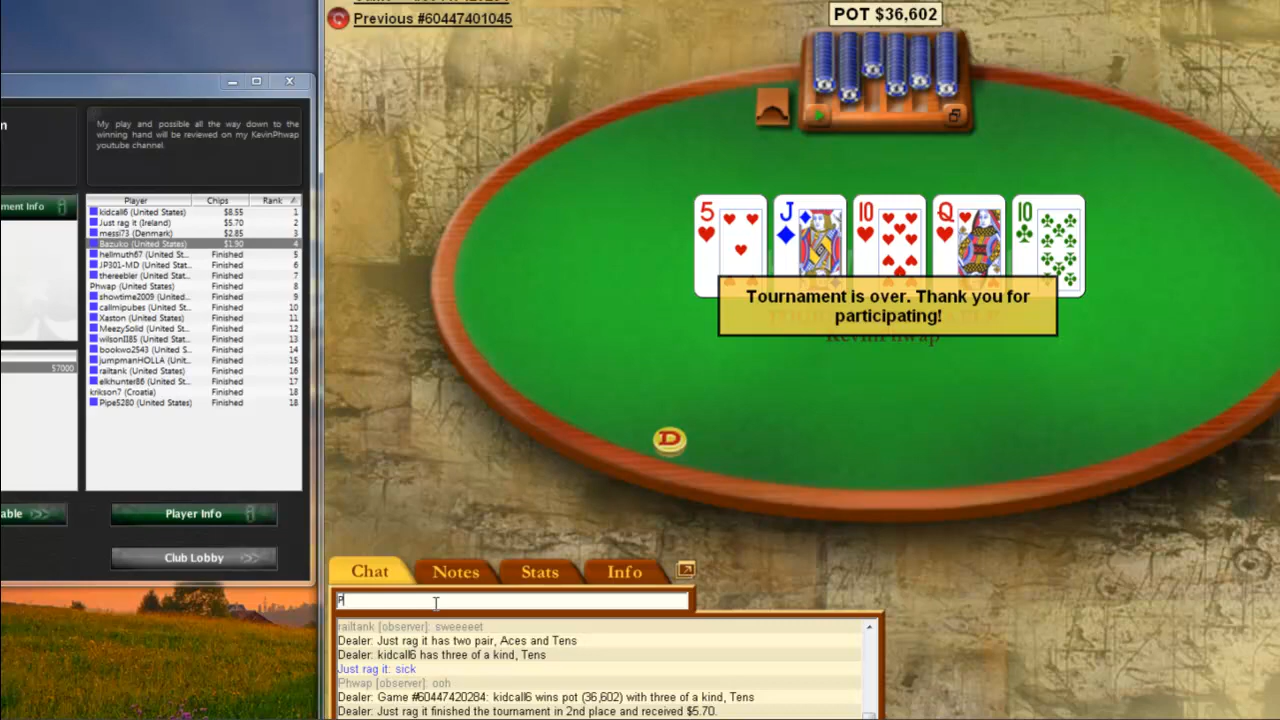 Previous #60447401045
POT $36,602
My play and possible all the way down to the
winning hand will be reviewed on my KevinPhwap
youtube channel.
ment Info
Player Chips Rank
kidcall6 (United States) $8.55 1
Just rag it (Ireland) $5.70 2
messi73 (Denmark) $2.85 3
Bazuko (United States) $1.90 4
hellmuth67 (United St... Finished 5
JP301-MD (United Stat... Finished 6
thereebler (United Stat... Finished 7
Phwap (United States) Finished 8
showtime2009 (United... Finished 9
callmipubes (United St... Finished 10
Xaston (United States) Finished 11
MeezySolid (United St... Finished 12
wilsonII85 (United Sta... Finished 13
bookwo2543 (United S... Finished 14
jumpmanHOLLA (Unit... Finished 15
railtank (United States) Finished 16
elkhunter86 (United St... Finished 17
krikson7 (Croatia) Finished 18
Pipe5280 (United States) Finished 18
57000
able
Player Info
Club Lobby
5 J 10 Q 10
Tournament is over. Thank you for
participating!
KevinPhwap
D
Chat Notes Stats Info
P
railtank [observer]: sweeeeet
Dealer: Just rag it has two pair, Aces and Tens
Dealer: kidcall6 has three of a kind, Tens
Just rag it: sick
Phwap [observer]: ooh
Dealer: Game #60447420284: kidcall6 wins pot (36,602) with three of a kind, Tens
Dealer: Just rag it finished the tournament in 2nd place and received $5.70.